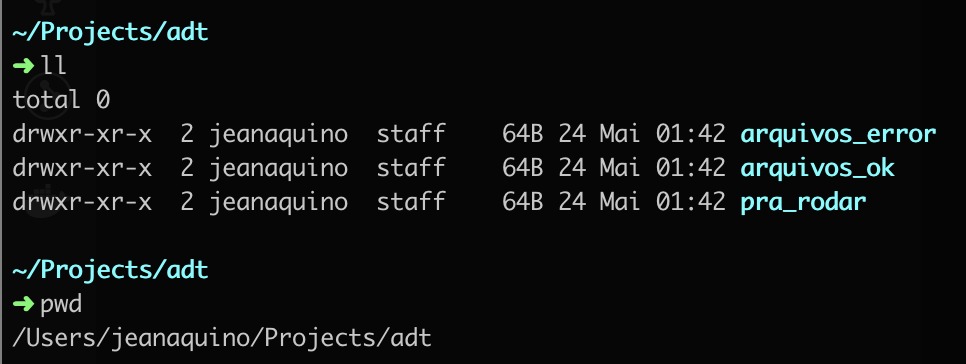 ~/Projects/adt
➜ ll
total 0
drwxr-xr-x  2 jeanaquino  staff    64B 24 Mai 01:42 arquivos_error
drwxr-xr-x  2 jeanaquino  staff    64B 24 Mai 01:42 arquivos_ok
drwxr-xr-x  2 jeanaquino  staff    64B 24 Mai 01:42 pra_rodar
~/Projects/adt
➜ pwd
/Users/jeanaquino/Projects/adt